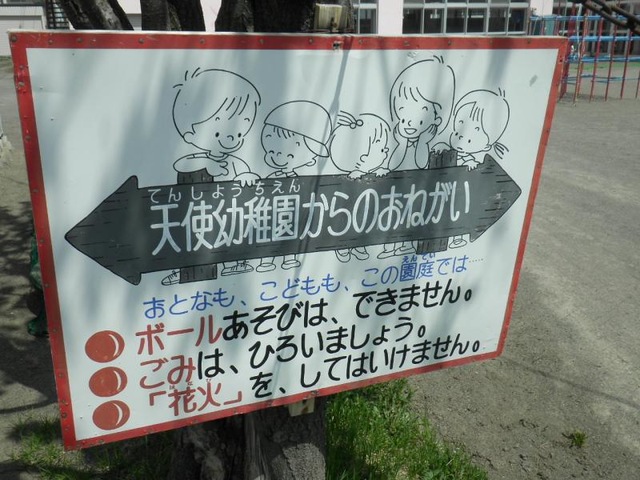 てんしようちえん
天使幼稚園からのおねがい
えんてい
おとなも、こどもも、この園庭では……
ボールあそびは、できません。
ごみは、ひろいましょう。
はなび
「花火」を、してはいけません。